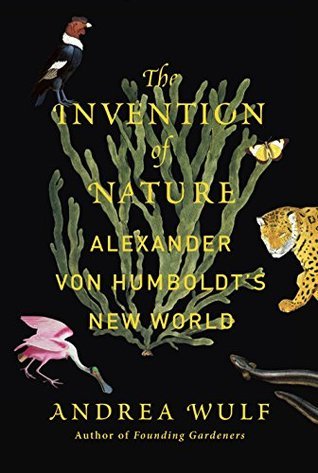 The
INVENTION
of
NATURE
ALEXANDER
VON HUMBOLDT'S
NEW WORLD
ANDREA WULF
Author of Founding Gardeners